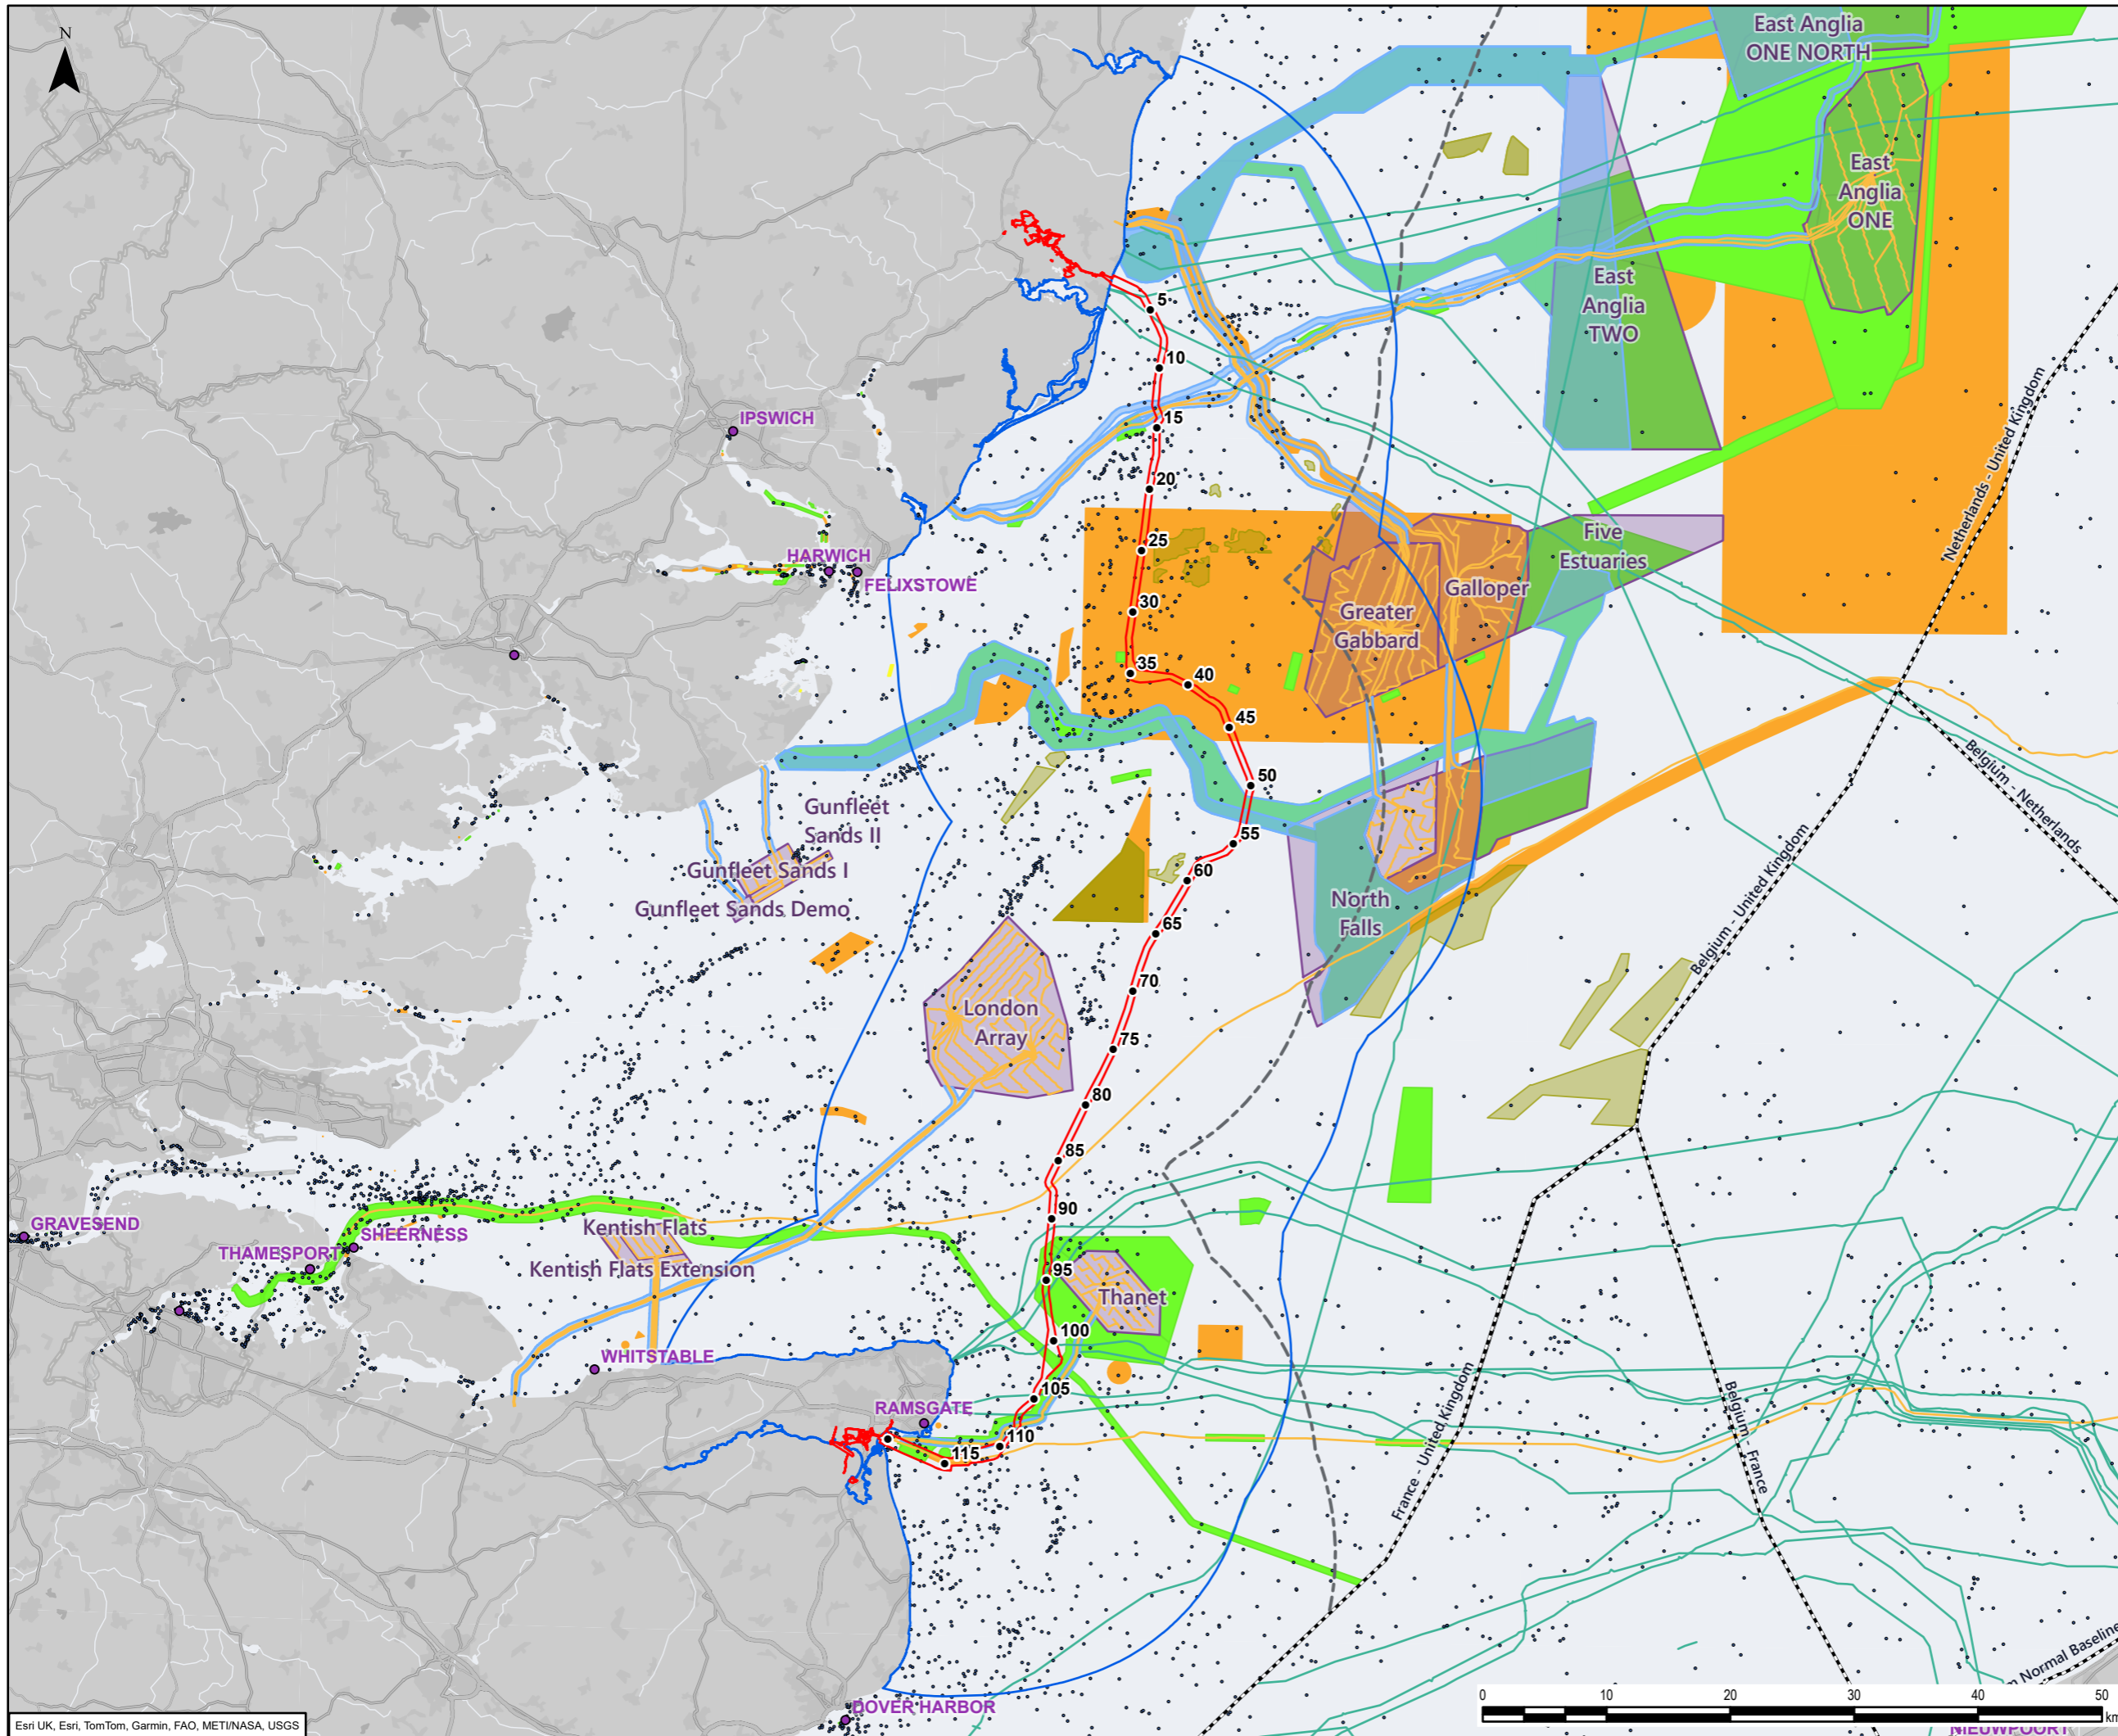 N
East Anglia
ONE NORTH
East
Anglia
ONE
East
Anglia
TWO
5
10
15
20
25
30
35
40
45
50
55
60
65
70
75
80
85
90
95
100
105
110
115
IPSWICH
HARWICH
FELIXSTOWE
Five
Estuaries
Galloper
Greater
Gabbard
Netherlands - United Kingdom
Belgium - Netherlands
Belgium - United Kingdom
Gunfleet
Sands II
Gunfleet Sands I
Gunfleet Sands Demo
North
Falls
London
Array
GRAVESEND
THAMESPORT
SHEERNESS
Kentish Flats
Kentish Flats Extension
Thanet
WHITSTABLE
RAMSGATE
France - United Kingdom
Belgium - France
DOVER HARBOR
Normal Baseline
0 10 20 30 40 50
km
NIEUWPOORT
Esri UK, Esri, TomTom, Garmin, FAO, METI/NASA, USGS